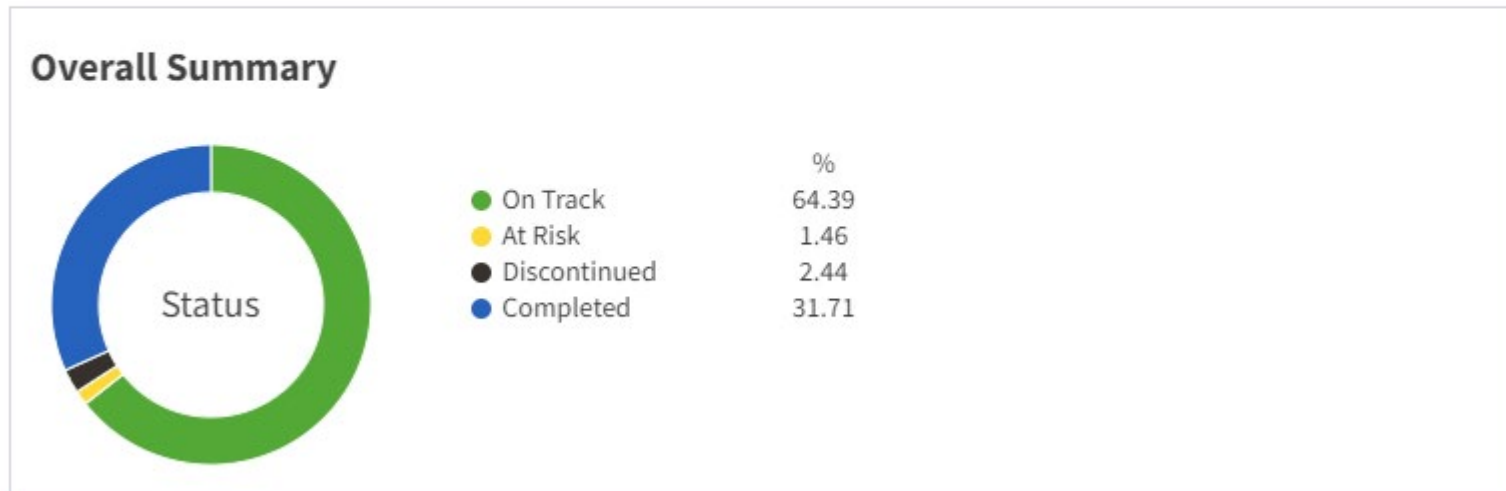 Overall Summary
Status
%
On Track 64.39
At Risk 1.46
Discontinued 2.44
Completed 31.71